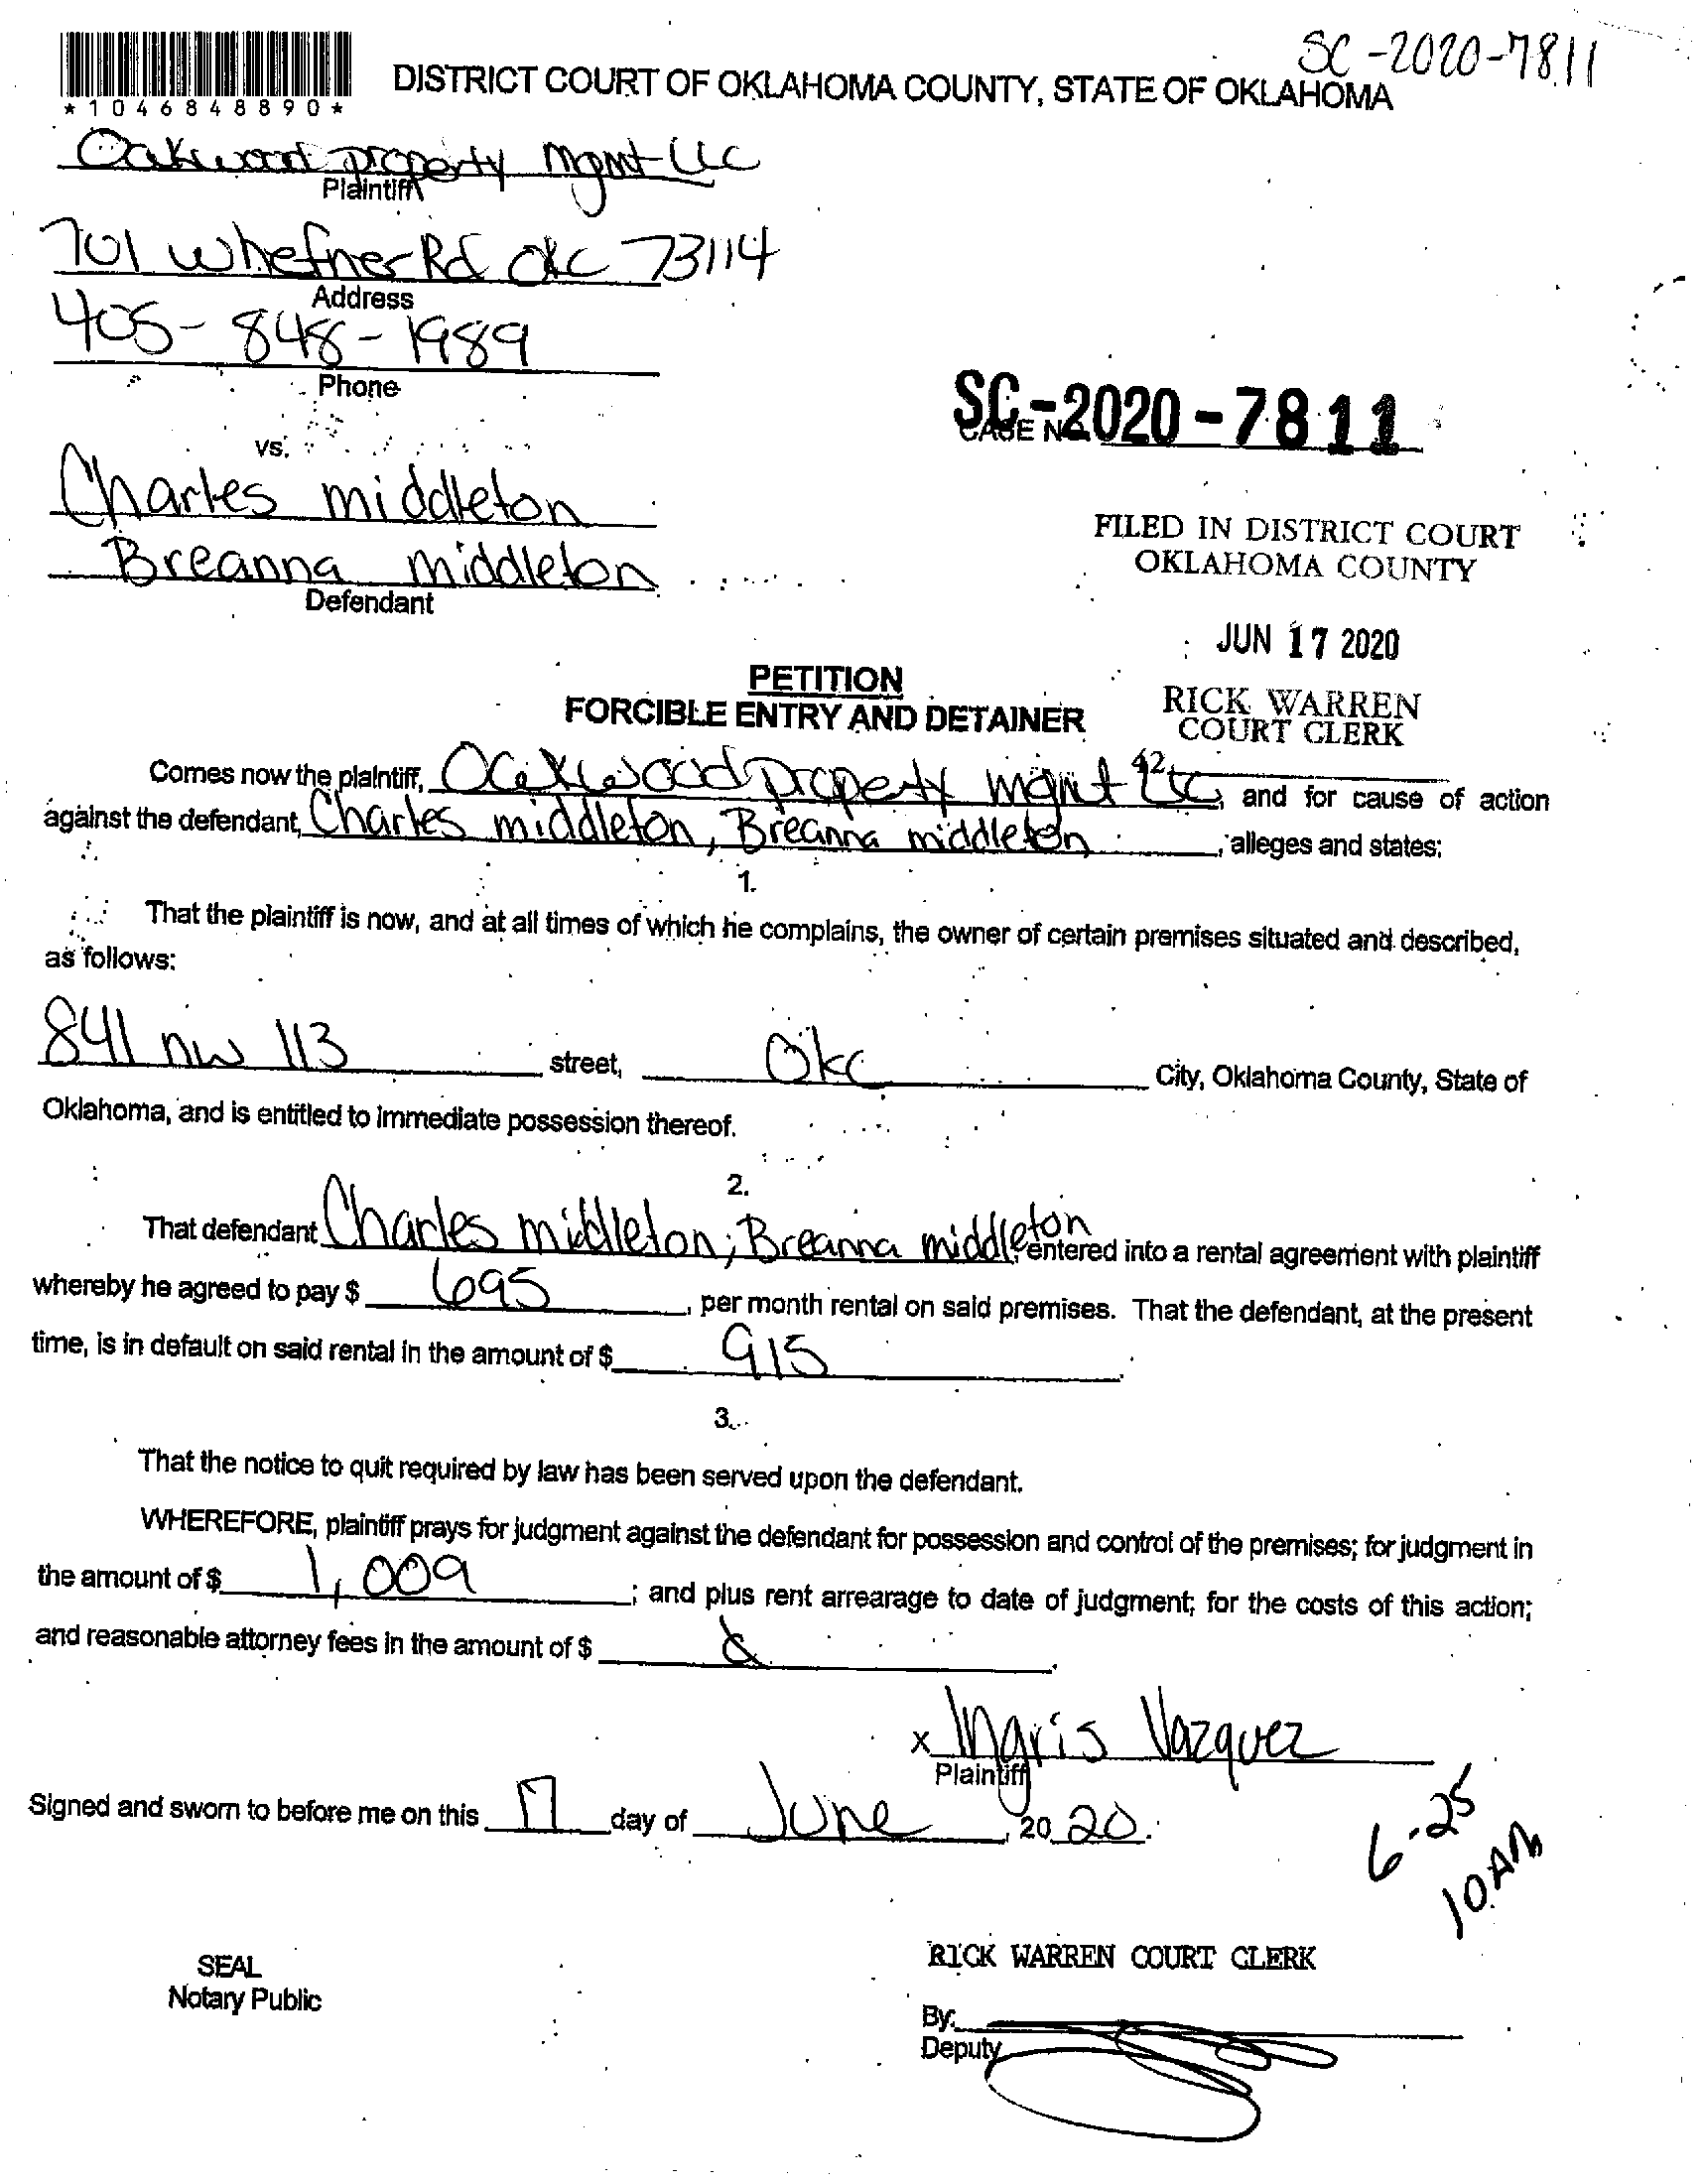 SC-2020-7811
*1046848890*
DISTRICT COURT OF OKLAHOMA COUNTY, STATE OF OKLAHOMA
Oakwood property mgmt LLC
Plaintiff
701 W hefner Rd OKC 73114
Address
405-848-1989
Phone
SC-2020-7811
CASE NO.
vs.
Charles middleton
Breanna middleton
Defendant
FILED IN DISTRICT COURT
OKLAHOMA COUNTY
JUN 17 2020
RICK WARREN
COURT CLERK
42
PETITION
FORCIBLE ENTRY AND DETAINER
Comes now the plaintiff, Oakwood property mgmt LLC, and for cause of action
against the defendant, Charles middleton, Breanna middleton, alleges and states:
1.
That the plaintiff is now, and at all times of which he complains, the owner of certain premises situated and described,
as follows:
841 nw 113 street, Okc City, Oklahoma County, State of
Oklahoma, and is entitled to immediate possession thereof.
2.
That defendant Charles middleton; Breanna middleton entered into a rental agreement with plaintiff
whereby he agreed to pay $ 695, per month rental on said premises. That the defendant, at the present
time, is in default on said rental in the amount of $ 915.
3.
That the notice to quit required by law has been served upon the defendant.
WHEREFORE, plaintiff prays for judgment against the defendant for possession and control of the premises; for judgment in
the amount of $ 1,009; and plus rent arrearage to date of judgment; for the costs of this action;
and reasonable attorney fees in the amount of $
x Ingris Vazquez
Plaintiff
Signed and sworn to before me on this 17 day of June, 20 20.
6-25
10AM
SEAL
Notary Public
RICK WARREN COURT CLERK
By:
Deputy